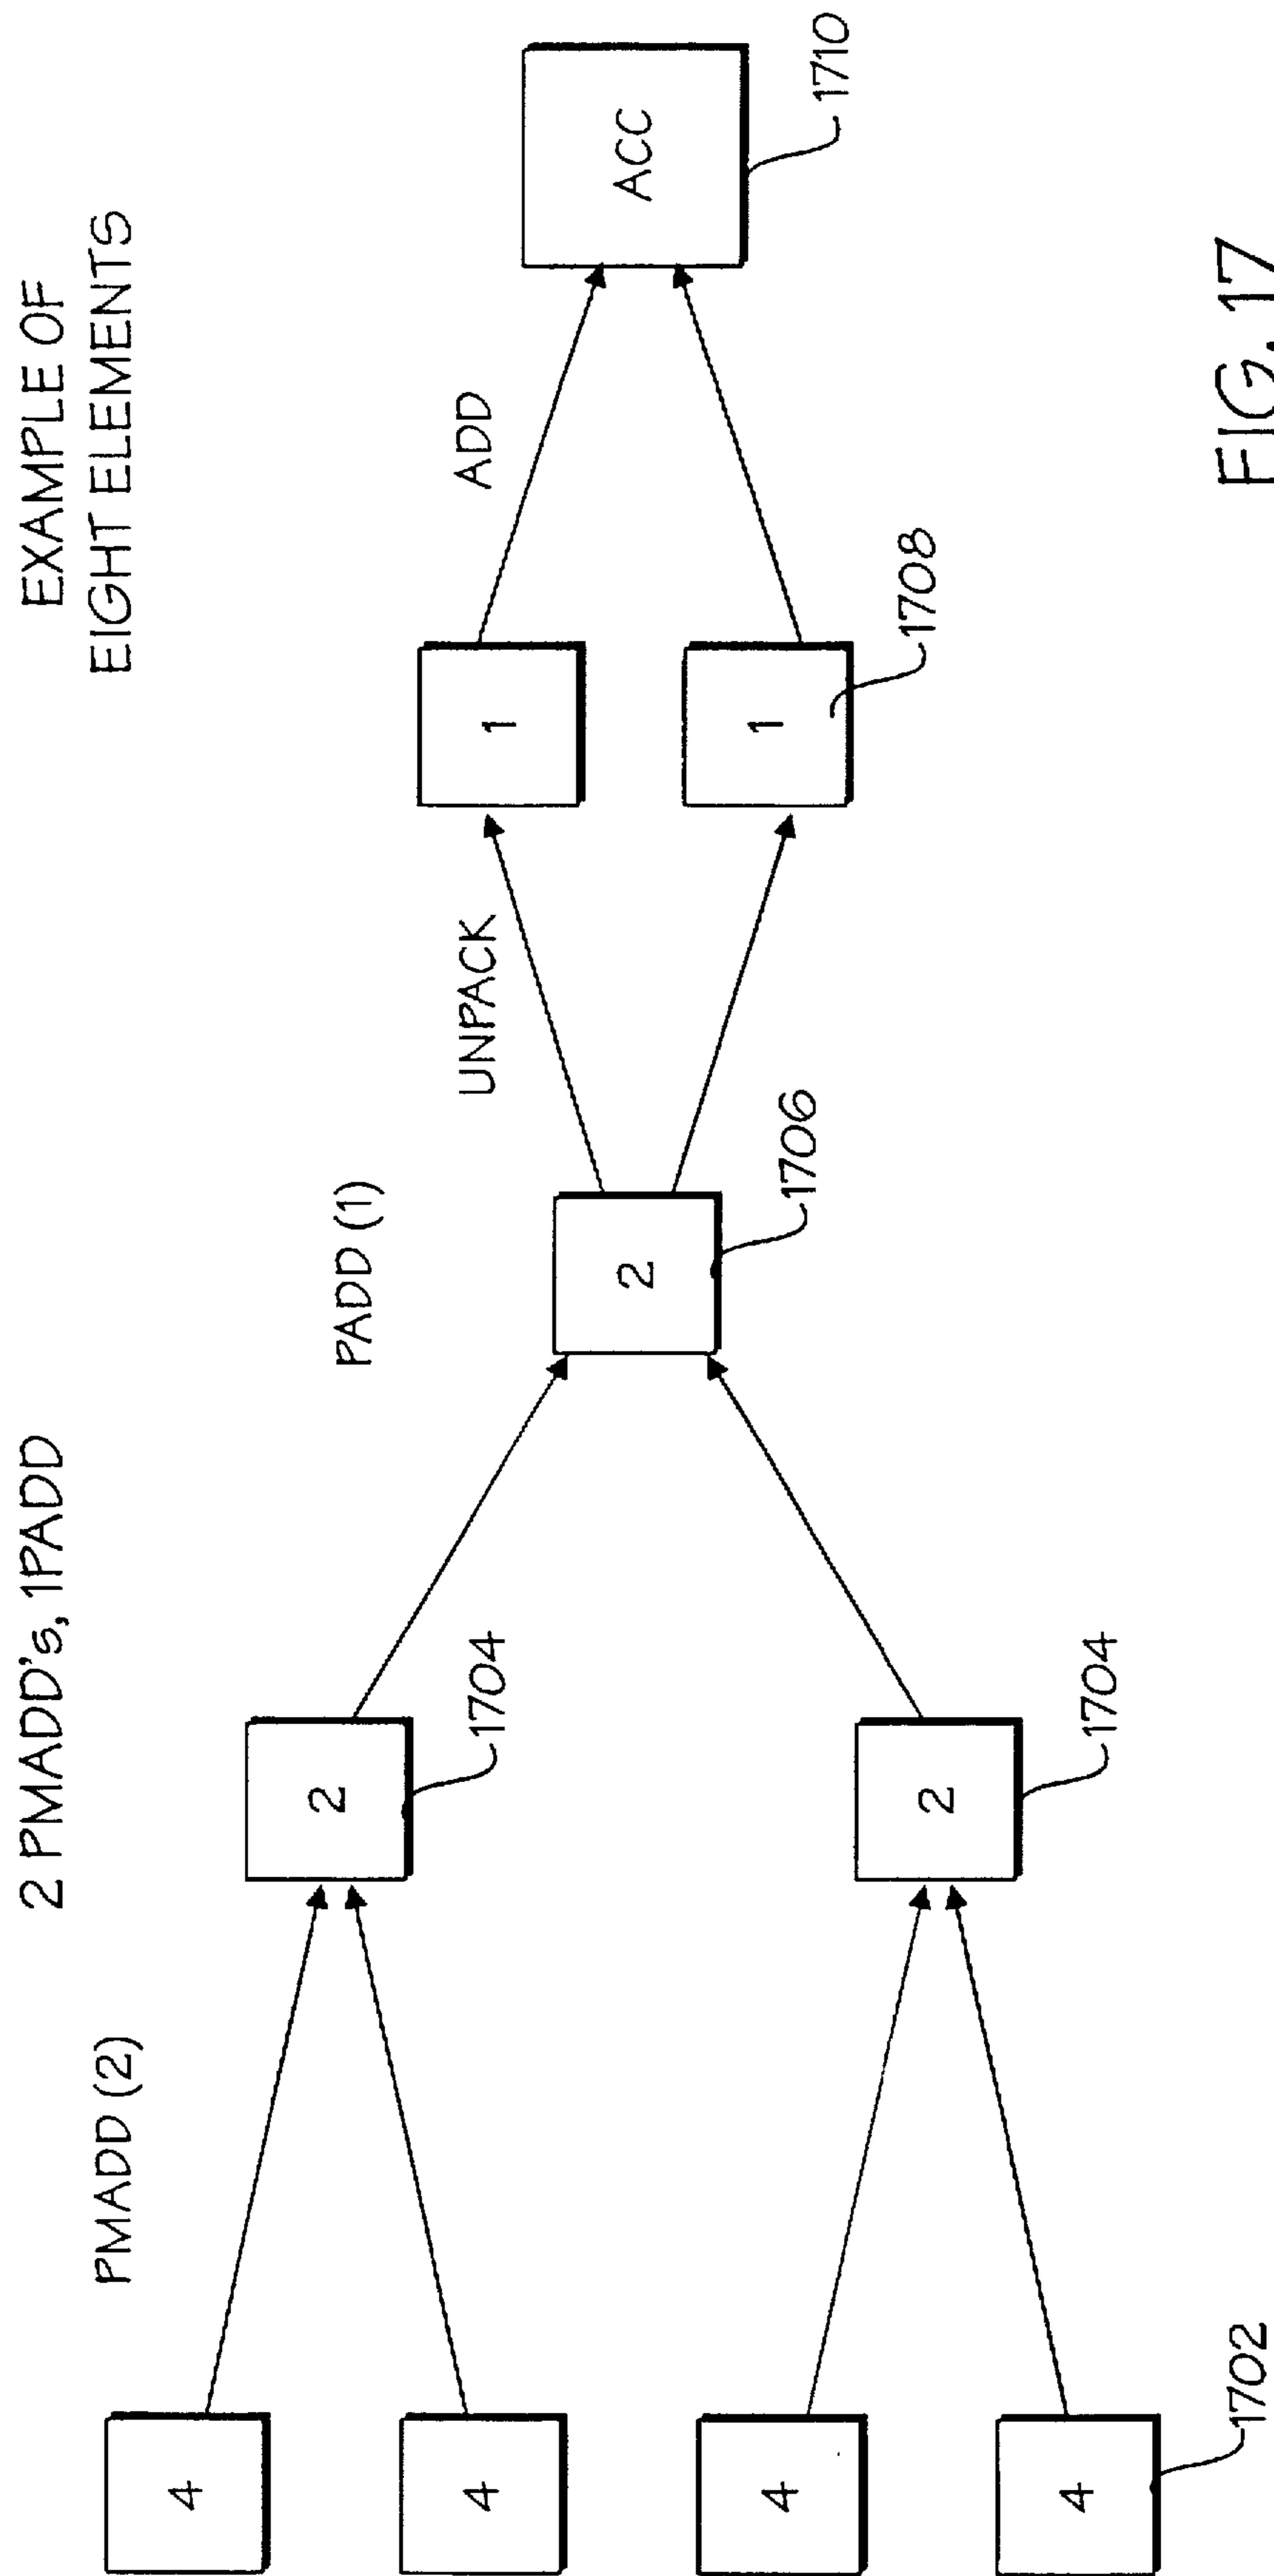 EXAMPLE OF
EIGHT ELEMENTS
2 PMADD's, 1PADD
PMADD (2)
PADD (1)
UNPACK
ADD
4
4
4
4
1702
2
1704
2
1704
2
1706
1
1
1708
ACC
1710
FIG. 17